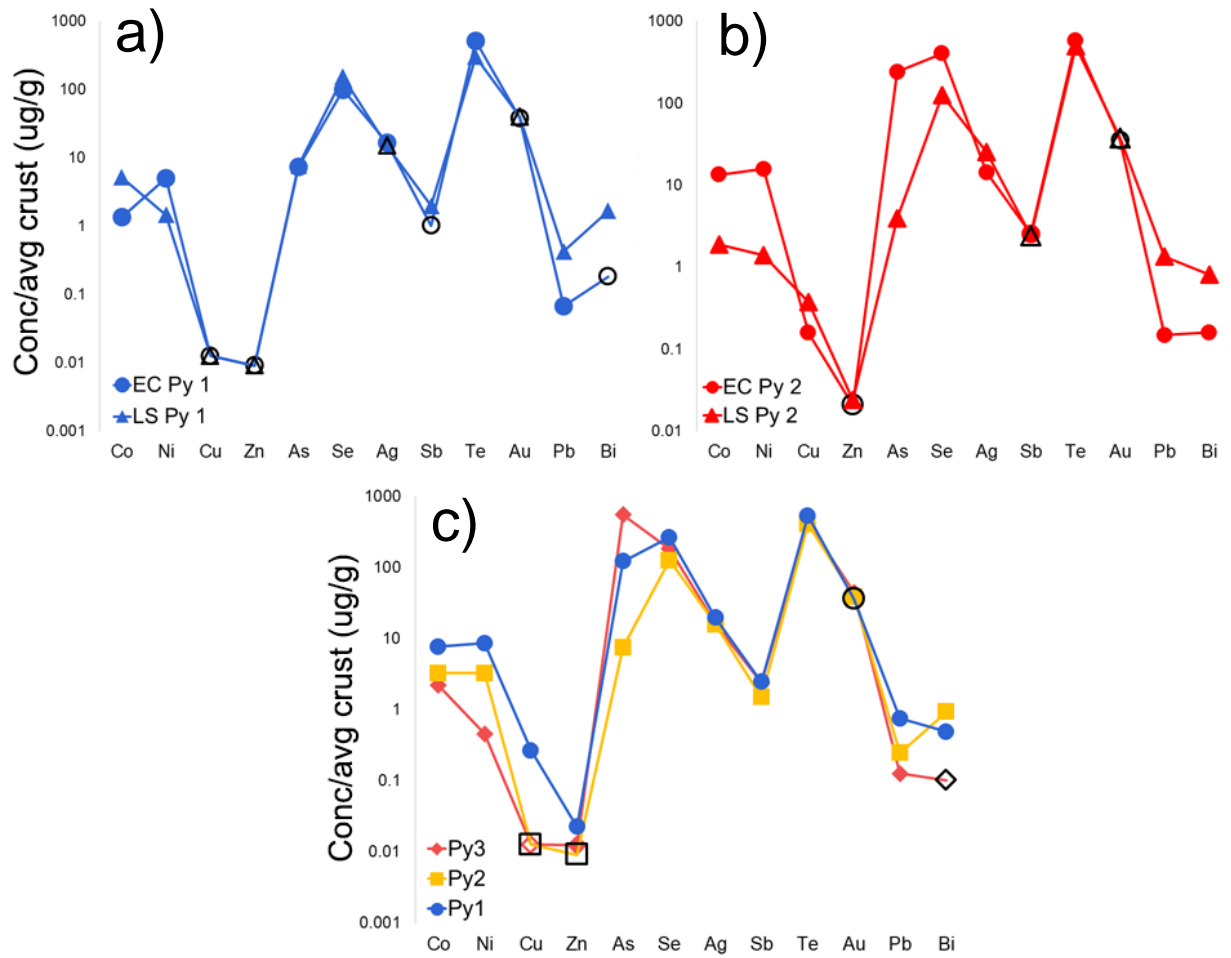 a)
Conc/avg crust (ug/g)
1000
100
10
1
0.1
0.01
0.001
EC Py 1
LS Py 1
Co Ni Cu Zn As Se Ag Sb Te Au Pb Bi
b)
1000
100
10
1
0.1
0.01
EC Py 2
LS Py 2
Co Ni Cu Zn As Se Ag Sb Te Au Pb Bi
c)
Conc/avg crust (ug/g)
1000
100
10
1
0.1
0.01
0.001
Py3
Py2
Py1
Co Ni Cu Zn As Se Ag Sb Te Au Pb Bi